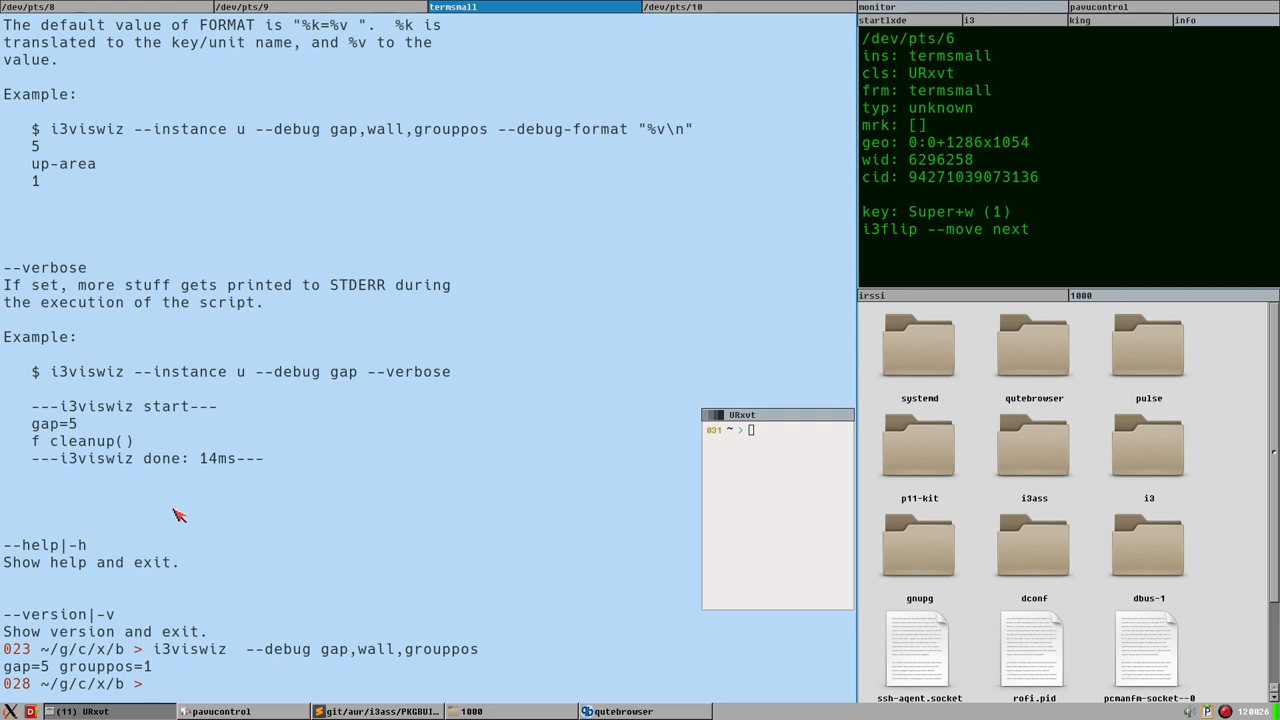 /dev/pts/8
/dev/pts/9
termsmall
/dev/pts/10
The default value of FORMAT is "%k=%v ".  %k is
translated to the key/unit name, and %v to the
value.
Example:
$ i3viswiz --instance u --debug gap,wall,grouppos --debug-format "%v\n"
5
up-area
1
--verbose
If set, more stuff gets printed to STDERR during
the execution of the script.
Example:
$ i3viswiz --instance u --debug gap --verbose
---i3viswiz start---
gap=5
f cleanup()
---i3viswiz done: 14ms---
--help|-h
Show help and exit.
--version|-v
Show version and exit.
023 ~/g/c/x/b > i3viswiz  --debug gap,wall,grouppos
gap=5 grouppos=1
028 ~/g/c/x/b >
URxvt
031 ~ >
monitor
pavucontrol
startlxde
i3
king
info
/dev/pts/6
ins: termsmall
cls: URxvt
frm: termsmall
typ: unknown
mrk: []
geo: 0:0+1286x1054
wid: 6296258
cid: 94271039073136
key: Super+w (1)
i3flip --move next
irssi
1000
systemd
qutebrowser
pulse
p11-kit
i3ass
i3
gnupg
dconf
dbus-1
ssh-agent.socket
rofi.pid
pcmanfm-socket--0
(11) URxvt
pavucontrol
git/aur/i3ass/PKGBUI...
1000
qutebrowser
120026